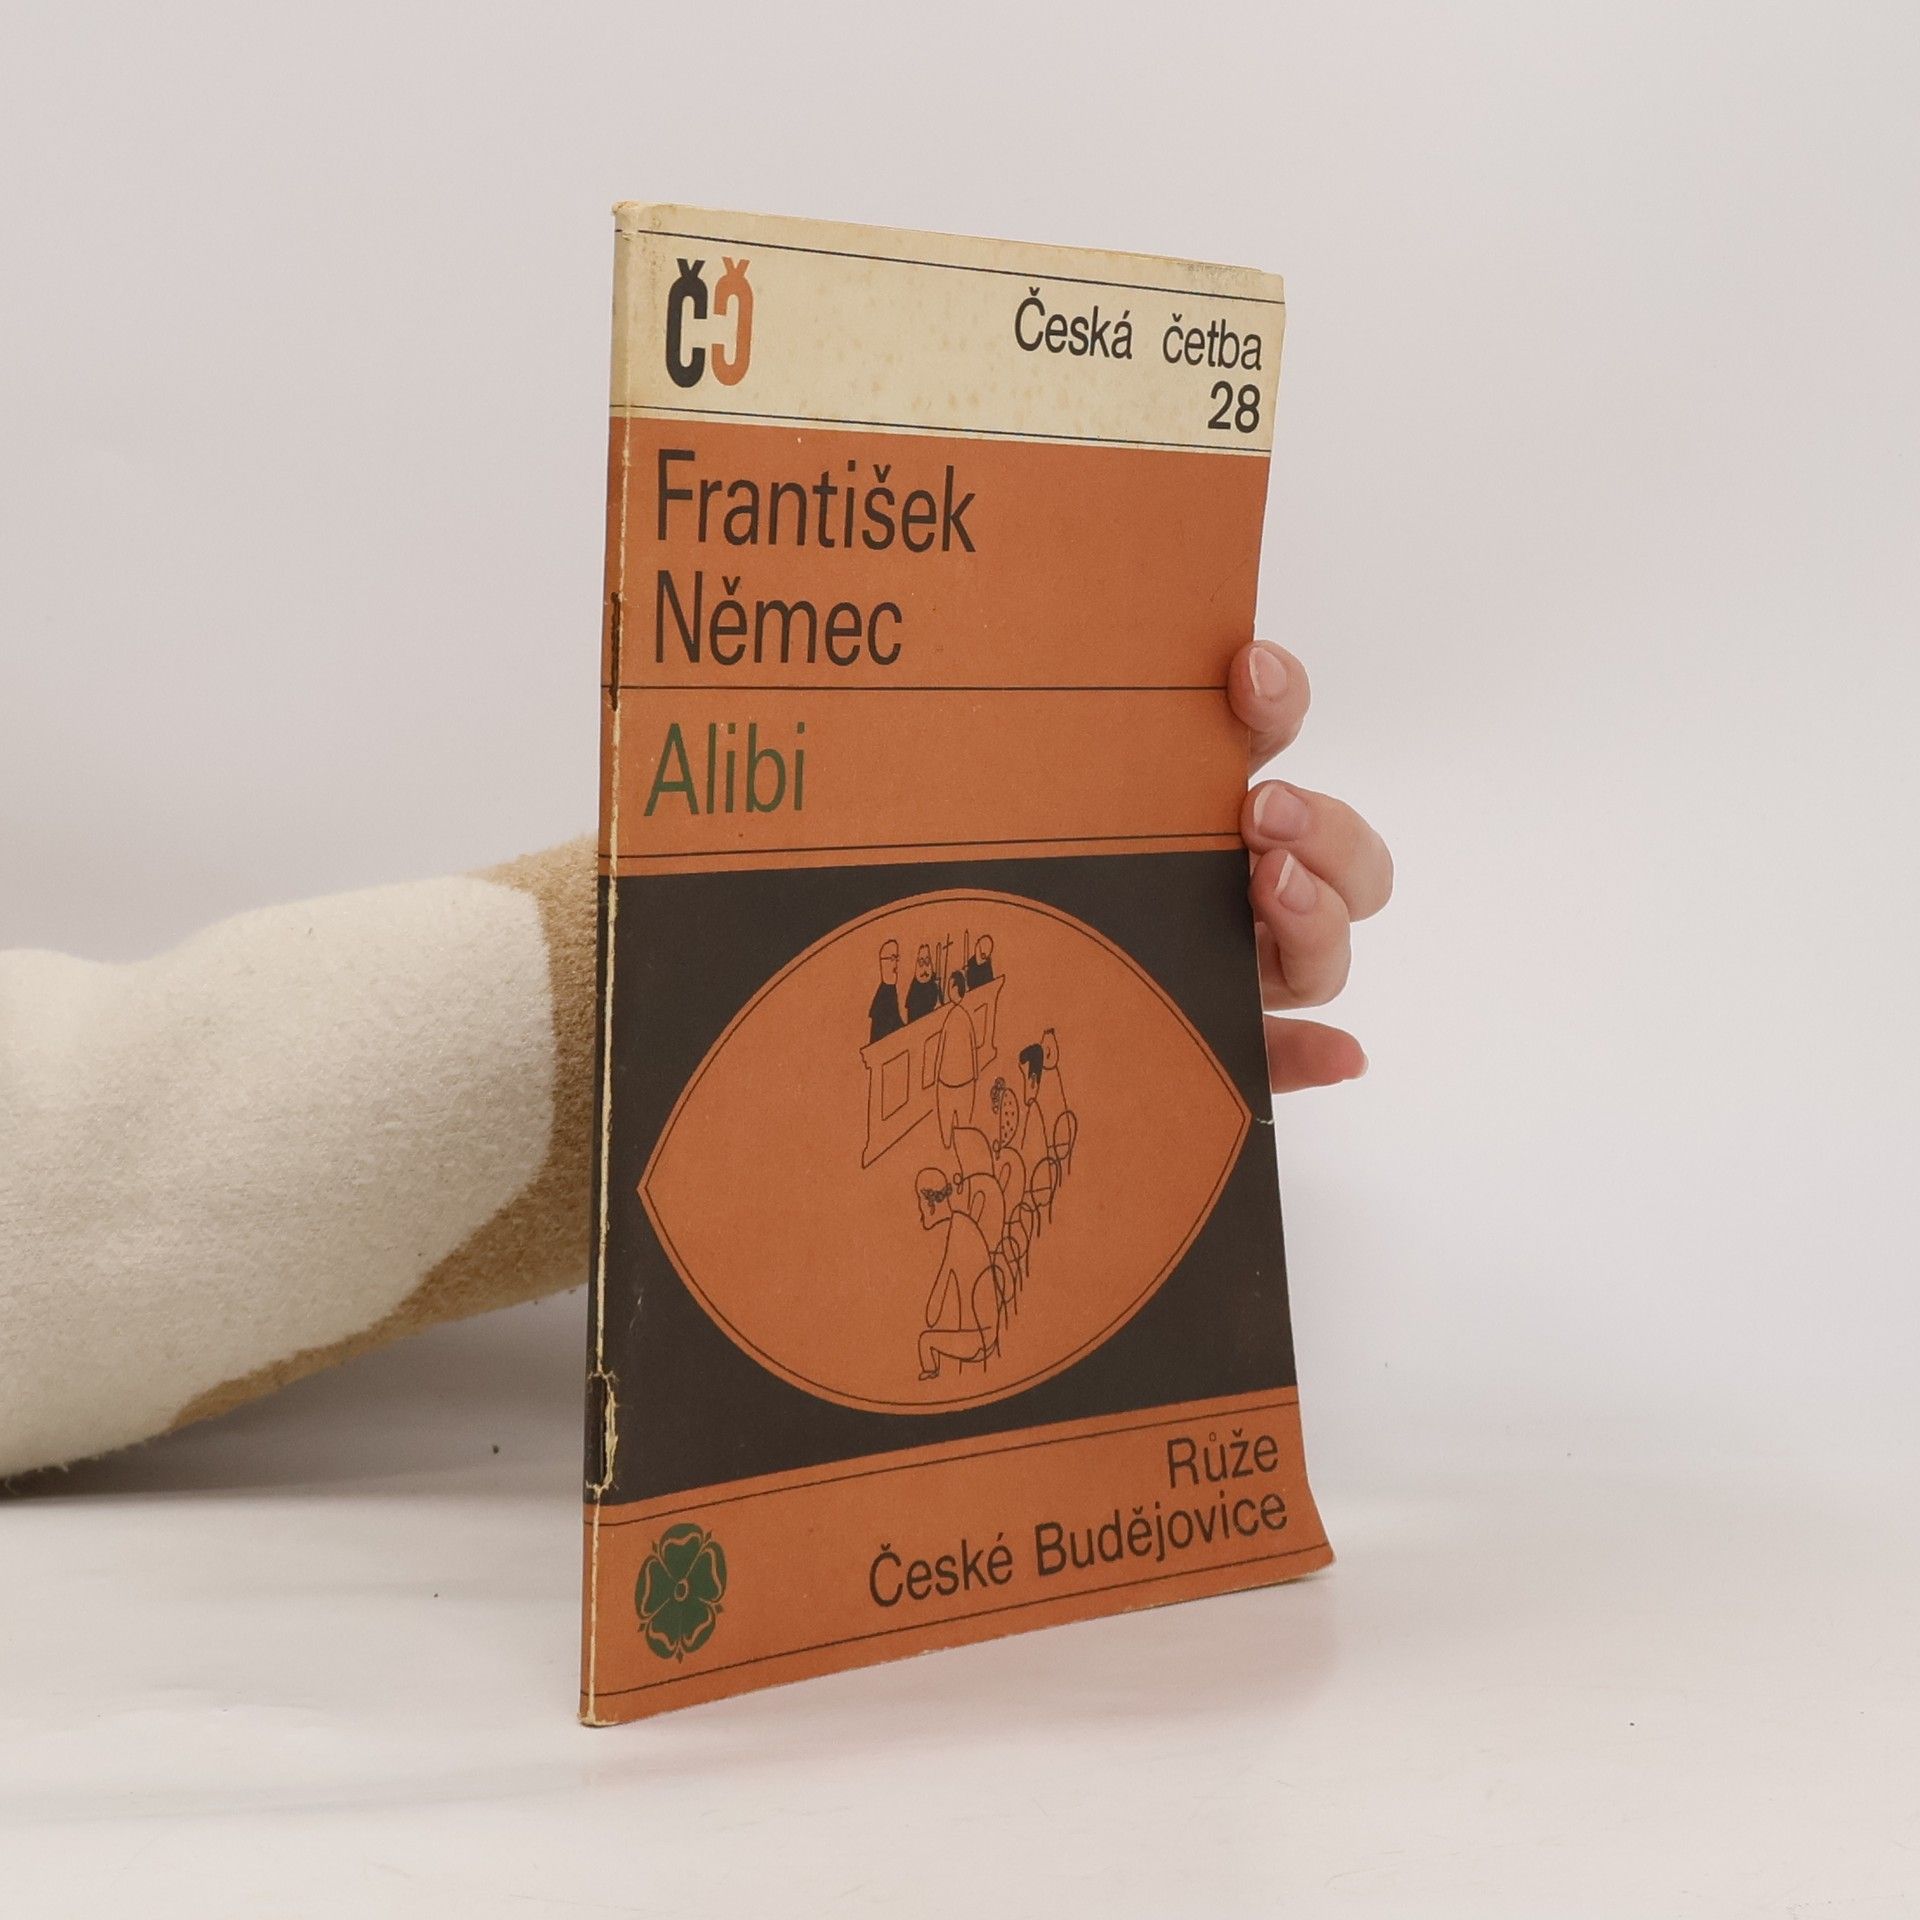 ČČ
Česká četba
28
František
Němec
Alibi
Růže
České Budějovice